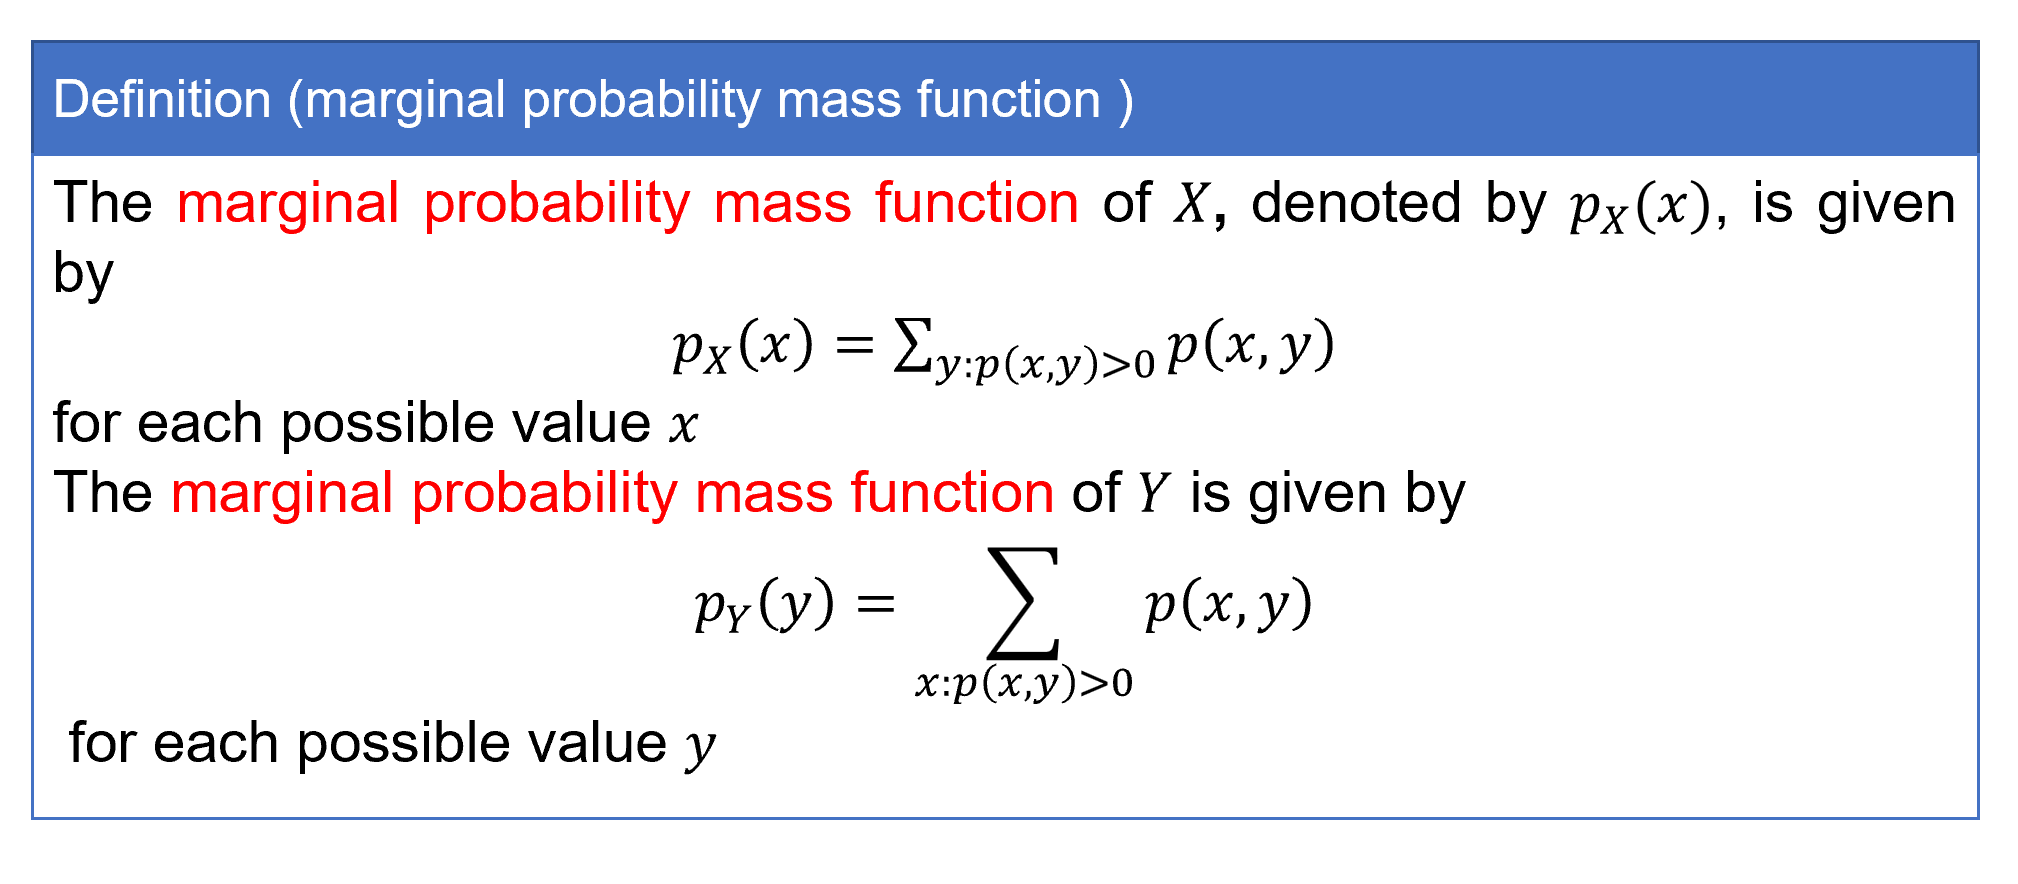 Definition (marginal probability mass function )
The marginal probability mass function of X, denoted by p_X(x), is given
by
p_X(x) = ∑_{y:p(x,y)>0} p(x, y)
for each possible value x
The marginal probability mass function of Y is given by
p_Y(y) = ∑_{x:p(x,y)>0} p(x, y)
for each possible value y